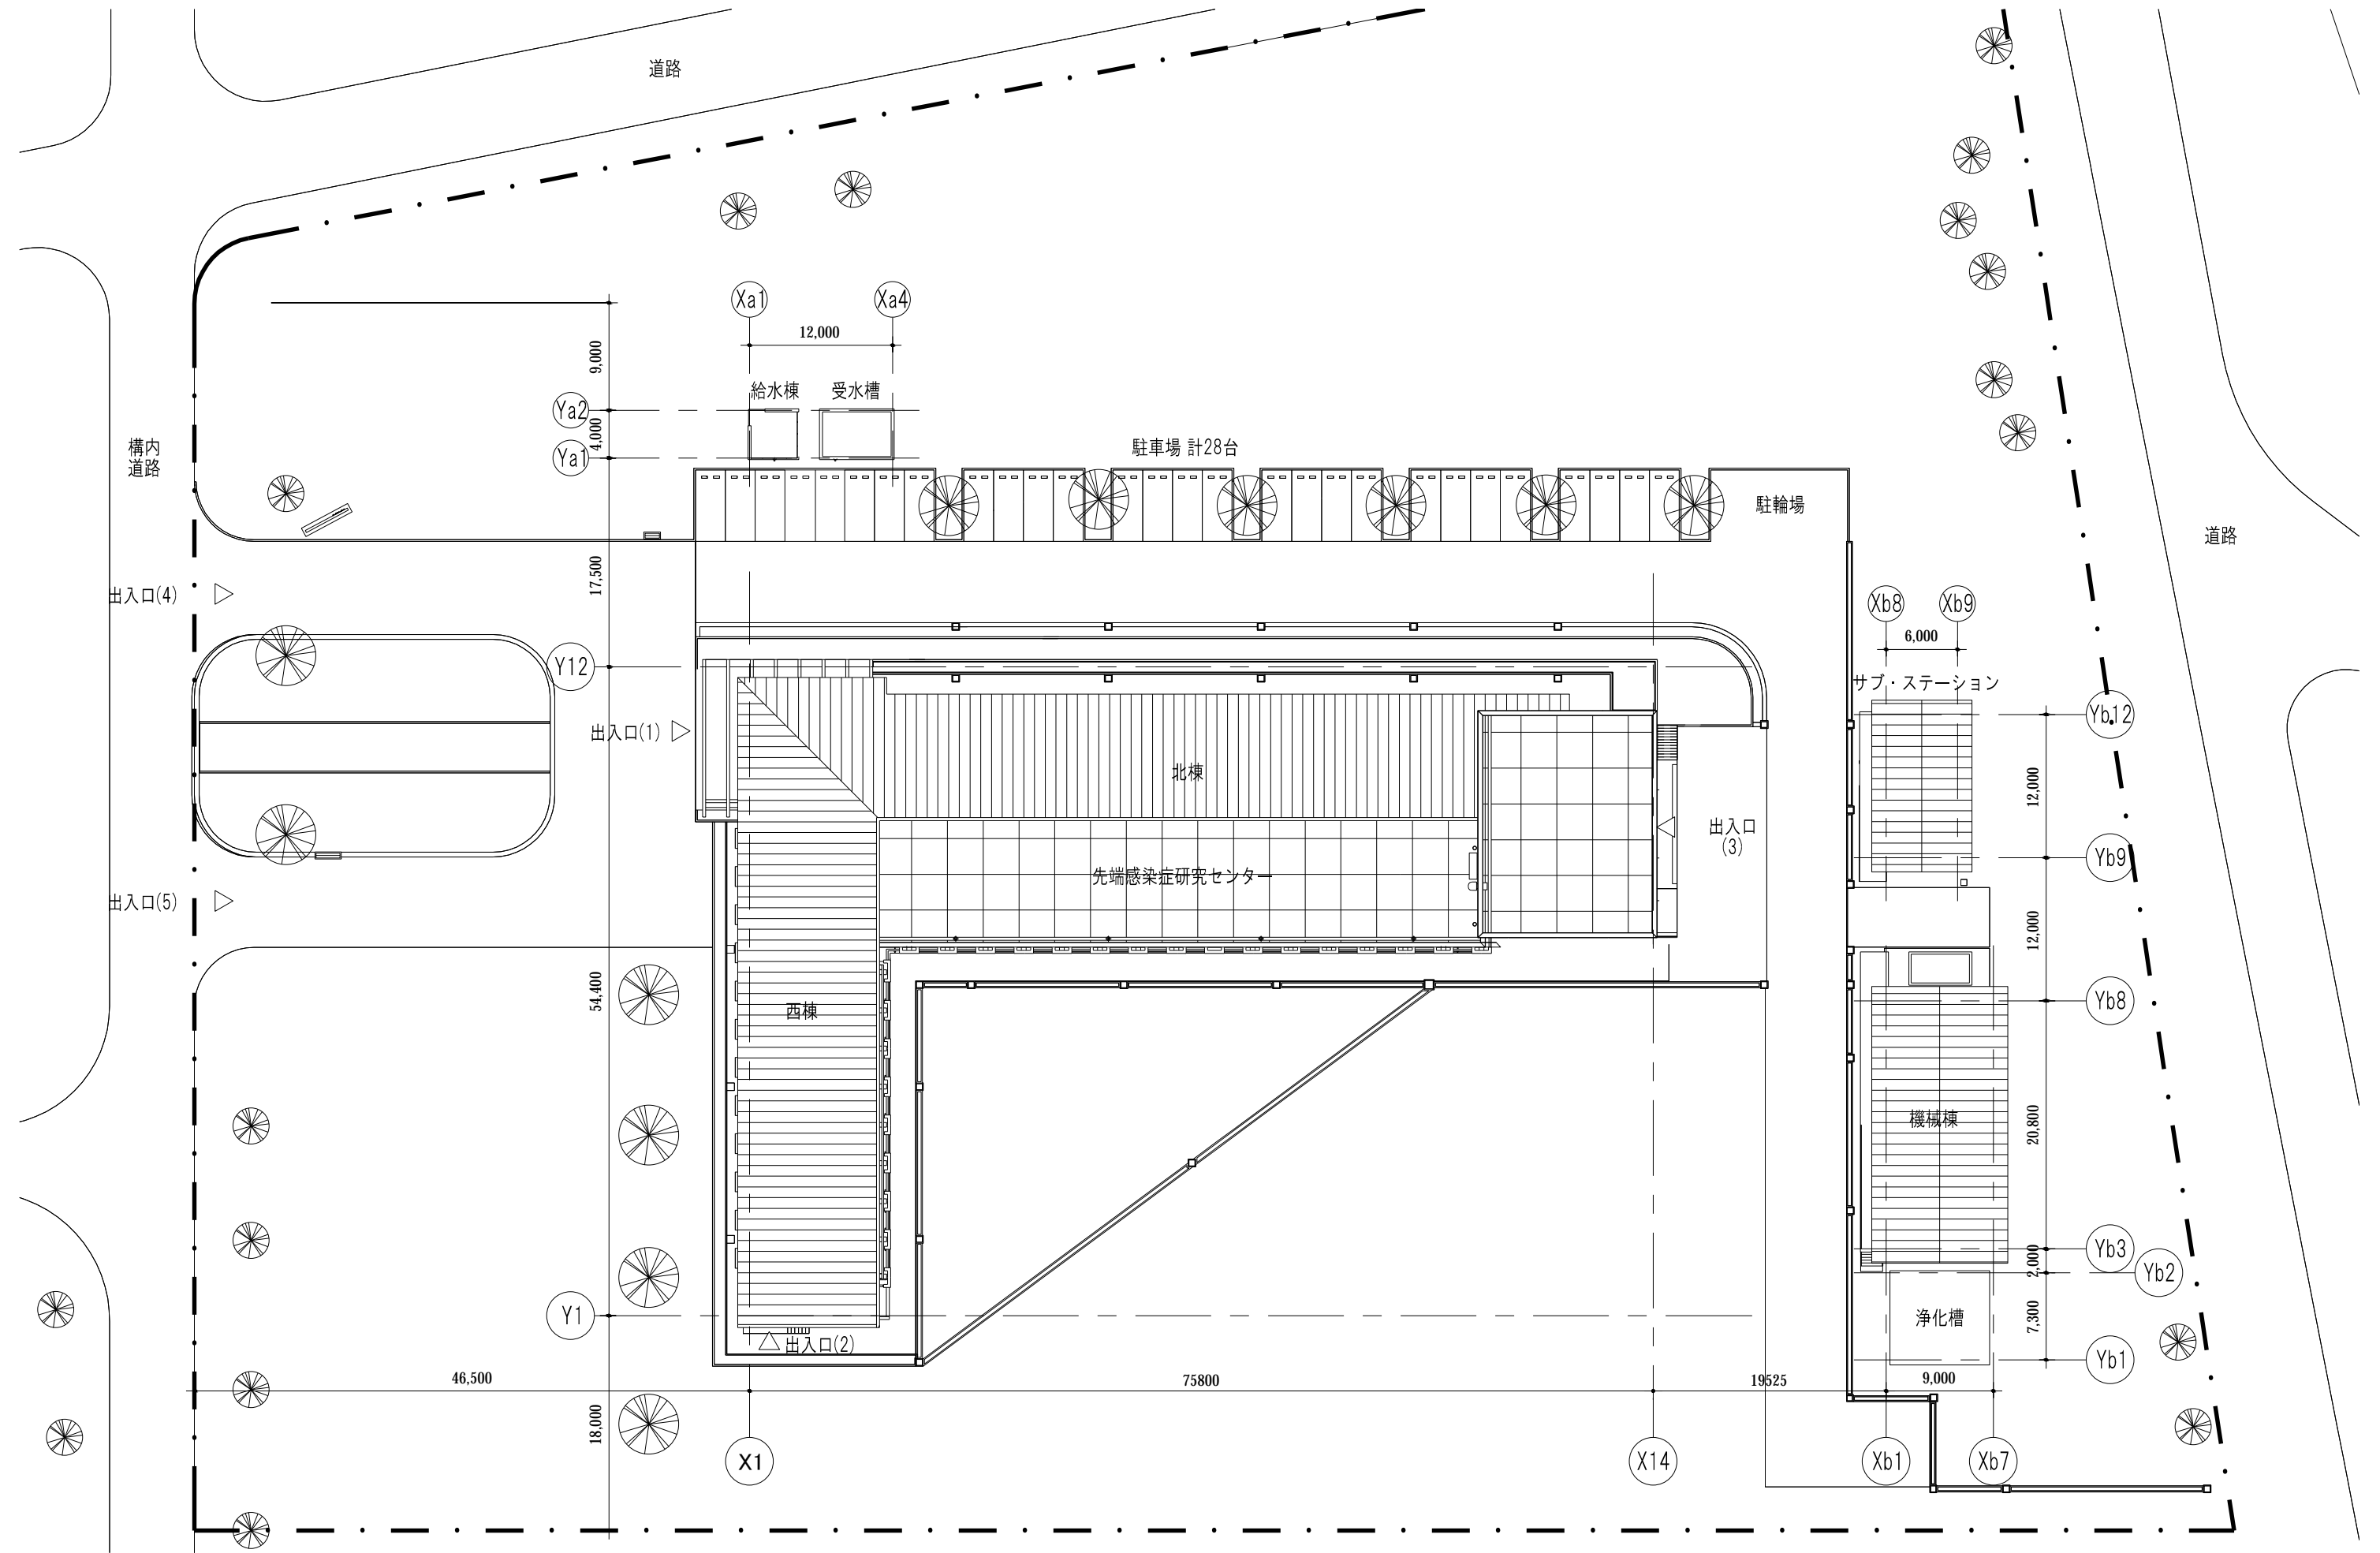 道路
Xa1
Xa4
12,000
9,000
給水棟
受水槽
Ya2
4,000
Ya1
構内
道路
駐車場 計28台
駐輪場
道路
17,500
出入口(4)
Xb8
Xb9
6,000
Y12
サブ・ステーション
Yb12
出入口(1)
北棟
12,000
出入口
(3)
Yb9
先端感染症研究センター
出入口(5)
12,000
54,400
西棟
Yb8
機械棟
20,800
Yb3
2,000
Yb2
Y1
浄化槽
7,300
出入口(2)
Yb1
46,500
75800
19525
9,000
18,000
X1
X14
Xb1
Xb7